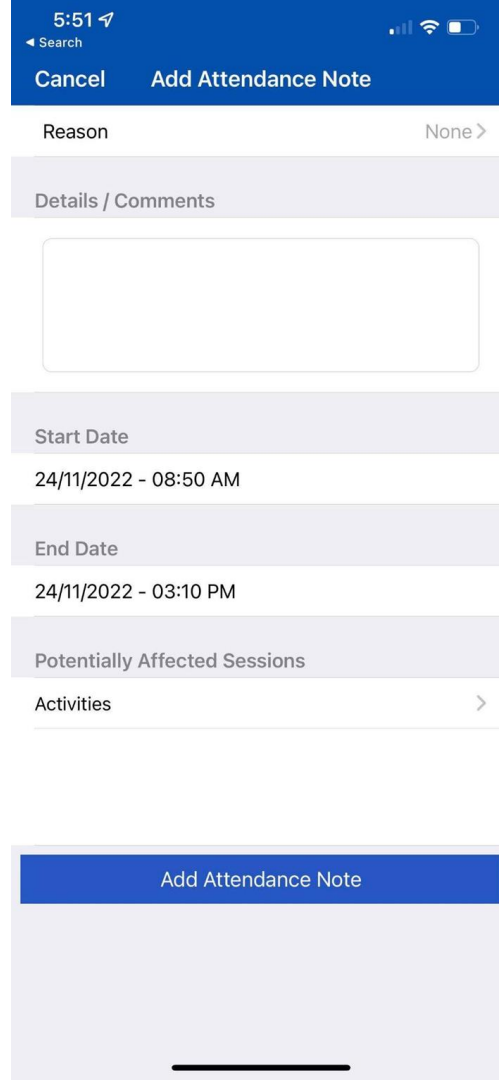 5:51
◀ Search
Cancel Add Attendance Note
Reason None >
Details / Comments
Start Date
24/11/2022 - 08:50 AM
End Date
24/11/2022 - 03:10 PM
Potentially Affected Sessions
Activities >
Add Attendance Note